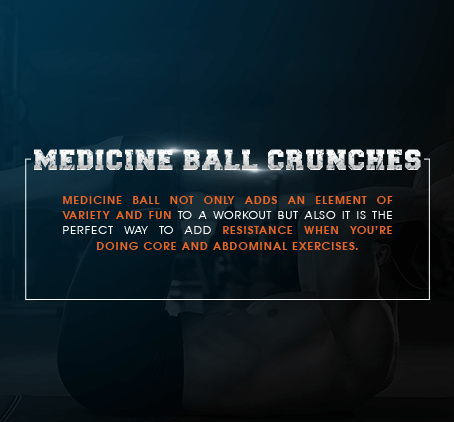 MEDICINE BALL CRUNCHES
MEDICINE BALL NOT ONLY ADDS AN ELEMENT OF
VARIETY AND FUN TO A WORKOUT BUT ALSO IT IS THE
PERFECT WAY TO ADD RESISTANCE WHEN YOU'RE
DOING CORE AND ABDOMINAL EXERCISES.